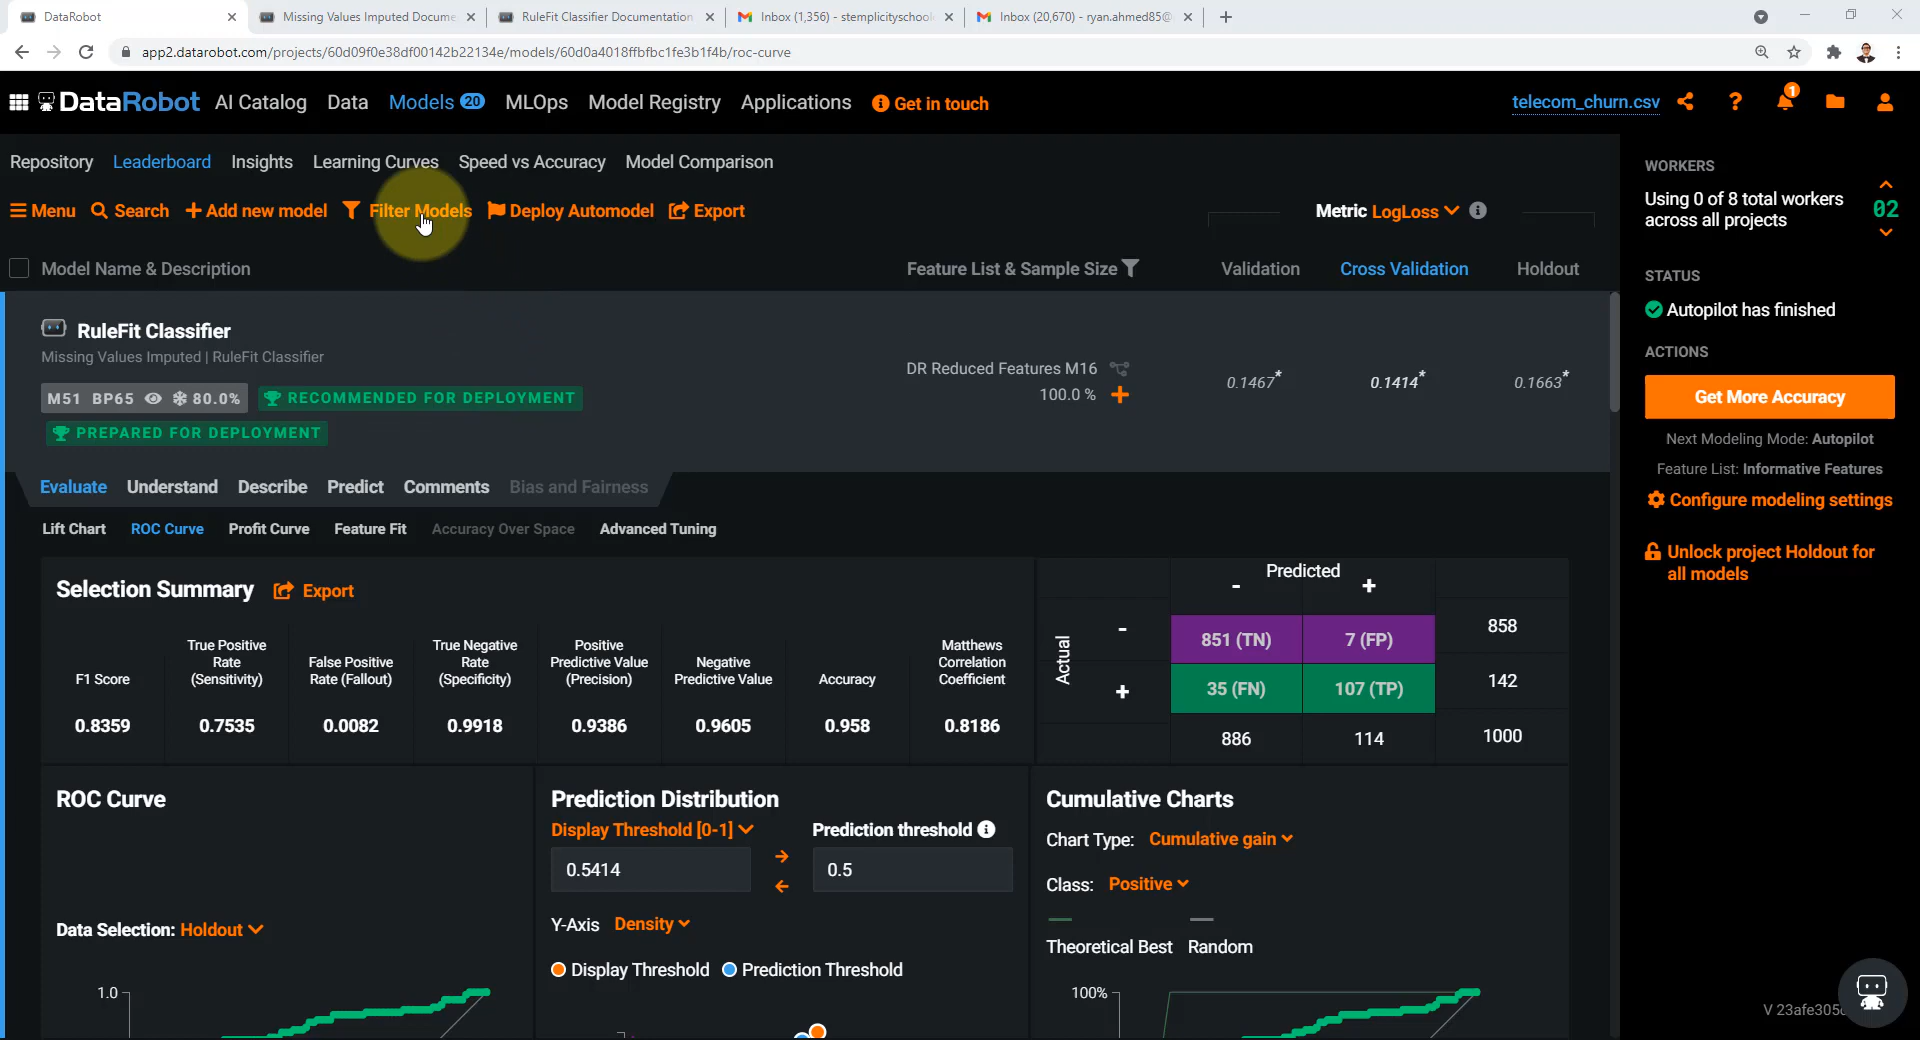 DataRobot
Missing Values Imputed Docume
RuleFit Classifier Documentation
Inbox (1,356) - stemplicityschool
Inbox (20,670) - ryan.ahmed85@
app2.datarobot.com/projects/60d09f0e38df00142b22134e/models/60d0a4018ffbfbc1fe3b1f4b/roc-curve
DataRobot AI Catalog Data Models 20 MLOps Model Registry Applications Get in touch telecom_churn.csv 1
Repository Leaderboard Insights Learning Curves Speed vs Accuracy Model Comparison
Menu Search Add new model Filter Models Deploy Automodel Export Metric LogLoss
Model Name & Description Feature List & Sample Size Validation Cross Validation Holdout
RuleFit Classifier
Missing Values Imputed | RuleFit Classifier
M51 BP65 80.0% RECOMMENDED FOR DEPLOYMENT
PREPARED FOR DEPLOYMENT
DR Reduced Features M16
100.0 %
0.1467* 0.1414* 0.1663*
Evaluate Understand Describe Predict Comments Bias and Fairness
Lift Chart ROC Curve Profit Curve Feature Fit Accuracy Over Space Advanced Tuning
Selection Summary Export
F1 Score
0.8359
True Positive
Rate
(Sensitivity)
0.7535
False Positive
Rate (Fallout)
0.0082
True Negative
Rate
(Specificity)
0.9918
Positive
Predictive Value
(Precision)
0.9386
Negative
Predictive Value
0.9605
Accuracy
0.958
Matthews
Correlation
Coefficient
0.8186
Predicted
- +
Actual
- 851 (TN) 7 (FP) 858
+ 35 (FN) 107 (TP) 142
886 114 1000
ROC Curve
Data Selection: Holdout
1.0
Prediction Distribution
Display Threshold [0-1] Prediction threshold
0.5414 0.5
Y-Axis Density
Display Threshold Prediction Threshold
Cumulative Charts
Chart Type: Cumulative gain
Class: Positive
Theoretical Best Random
100%
WORKERS
Using 0 of 8 total workers
across all projects
02
STATUS
Autopilot has finished
ACTIONS
Get More Accuracy
Next Modeling Mode: Autopilot
Feature List: Informative Features
Configure modeling settings
Unlock project Holdout for
all models
V 23afe305